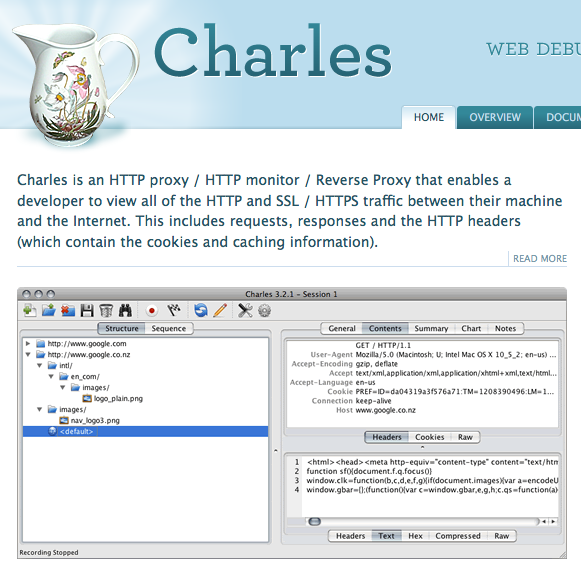 Charles
WEB DEBU
HOME
OVERVIEW
DOCUM
Charles is an HTTP proxy / HTTP monitor / Reverse Proxy that enables a
developer to view all of the HTTP and SSL / HTTPS traffic between their machine
and the Internet. This includes requests, responses and the HTTP headers
(which contain the cookies and caching information).
READ MORE
Charles 3.2.1 - Session 1
Structure
Sequence
http://www.google.com
http://www.google.co.nz
intl/
en_com/
images/
logo_plain.png
images/
nav_logo3.png
<default>
Recording Stopped
General
Contents
Summary
Chart
Notes
GET / HTTP/1.1
User-Agent Mozilla/5.0 (Macintosh; U; Intel Mac OS X 10_5_2; en-us) ...
Accept-Encoding gzip, deflate
Accept text/xml,application/xml,application/xhtml+xml,text/html...
Accept-Language en-us
Cookie PREF=ID=da04319a3f576a71:TM=1208390496:LM=1...
Connection keep-alive
Host www.google.co.nz
Headers
Cookies
Raw
1 <html><head><meta http-equiv="content-type" content="text/htm
2 function sf(){document.f.q.focus()}
3 window.clk=function(b,c,d,e,f,g){if(document.images){var a=encodeU
4 window.gbar={};(function(){var c=window.gbar,e,g,h;c.qs=function(a)
Headers
Text
Hex
Compressed
Raw